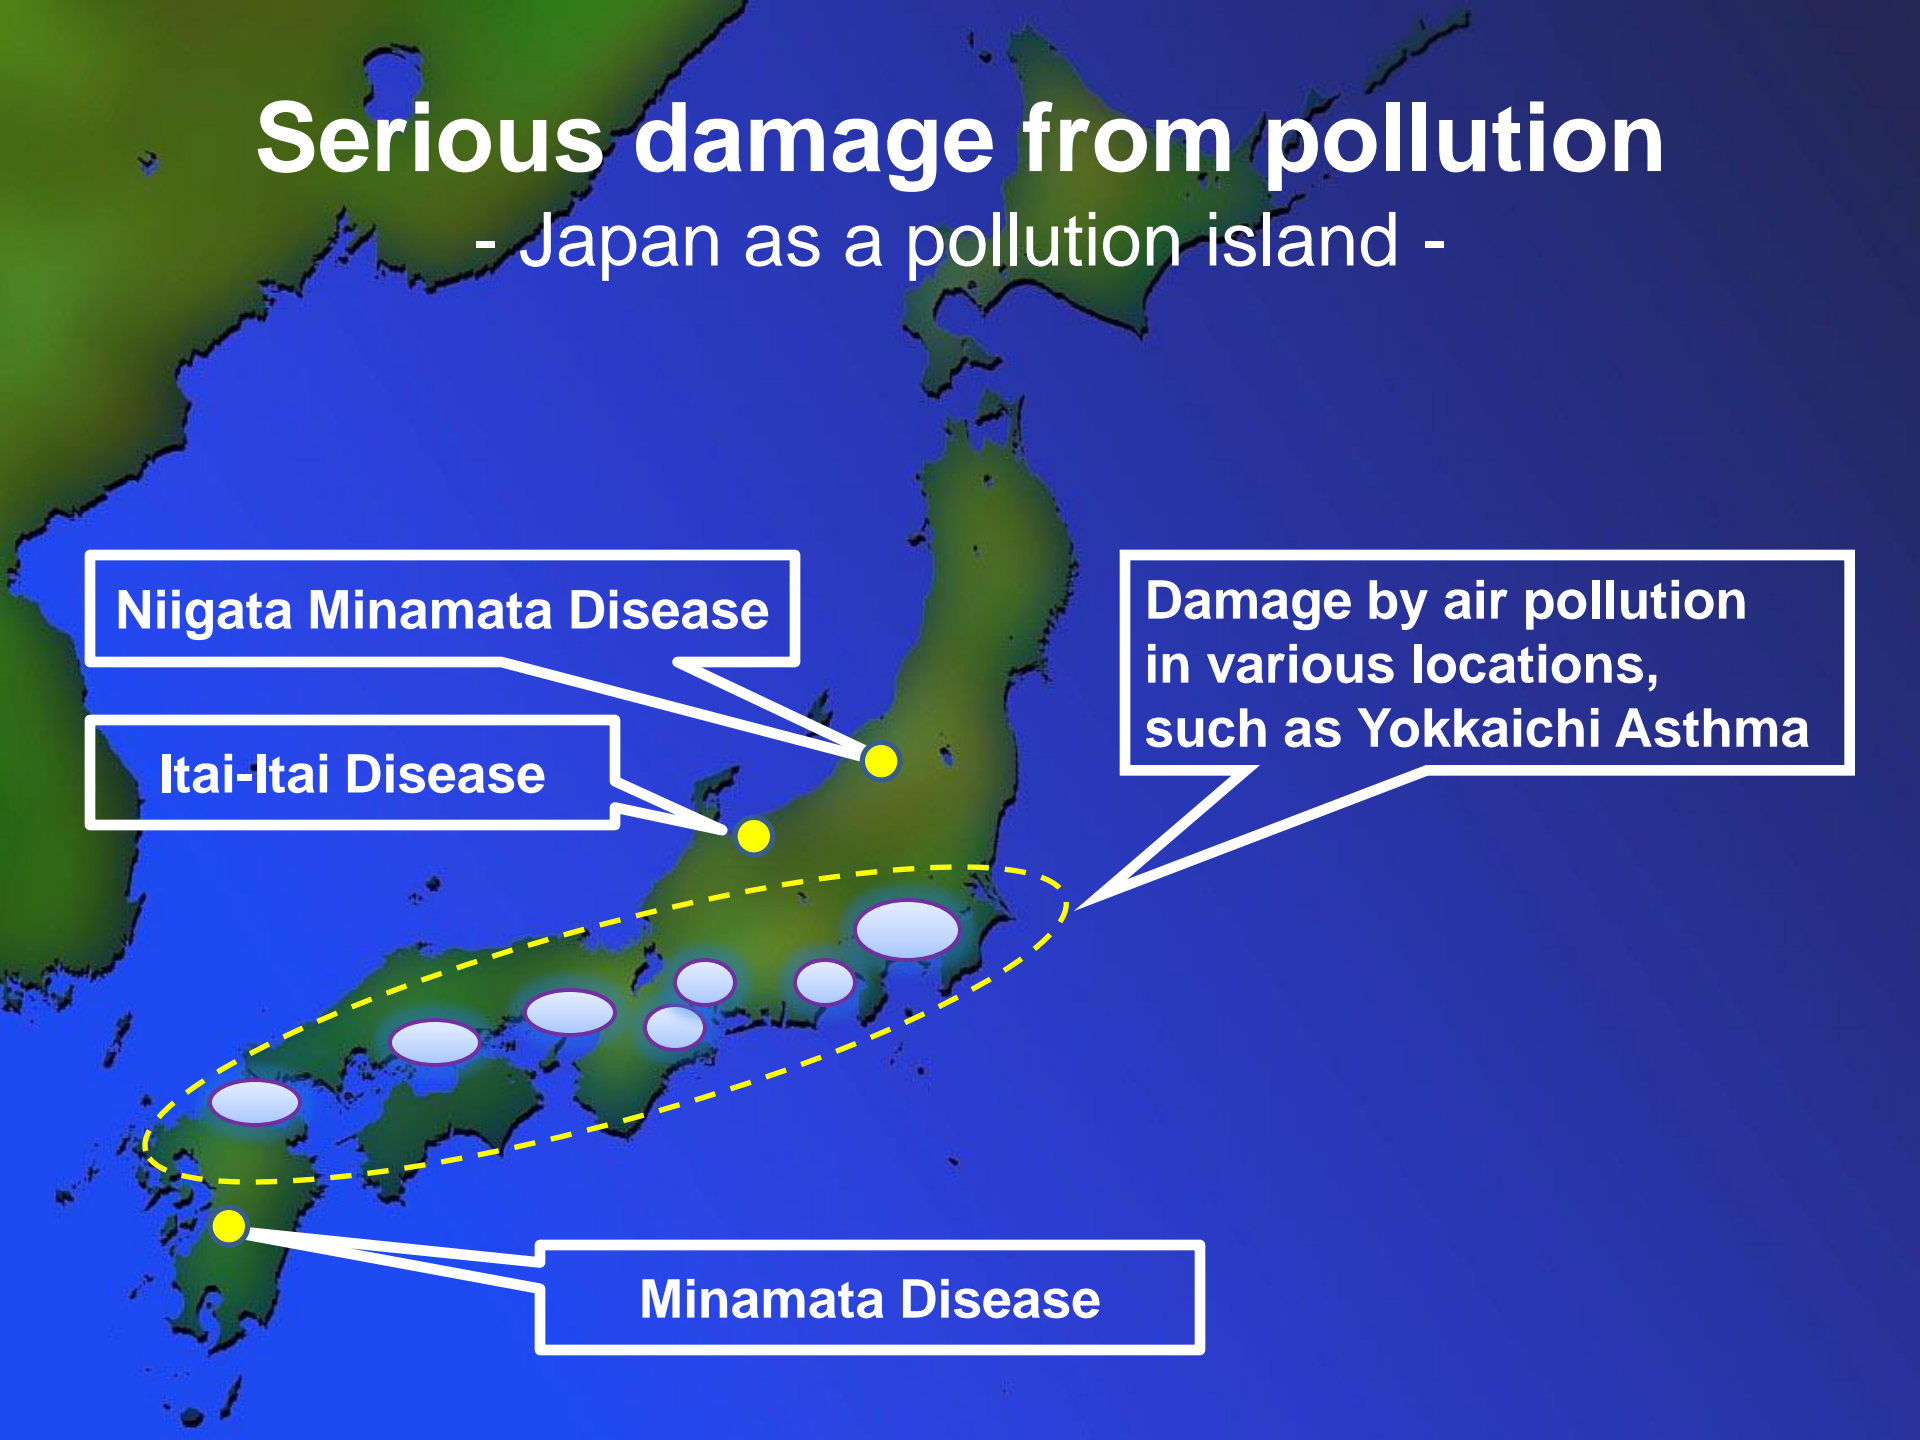 Serious damage from pollution
- Japan as a pollution island -
Niigata Minamata Disease
Itai-Itai Disease
Damage by air pollution
in various locations,
such as Yokkaichi Asthma
Minamata Disease